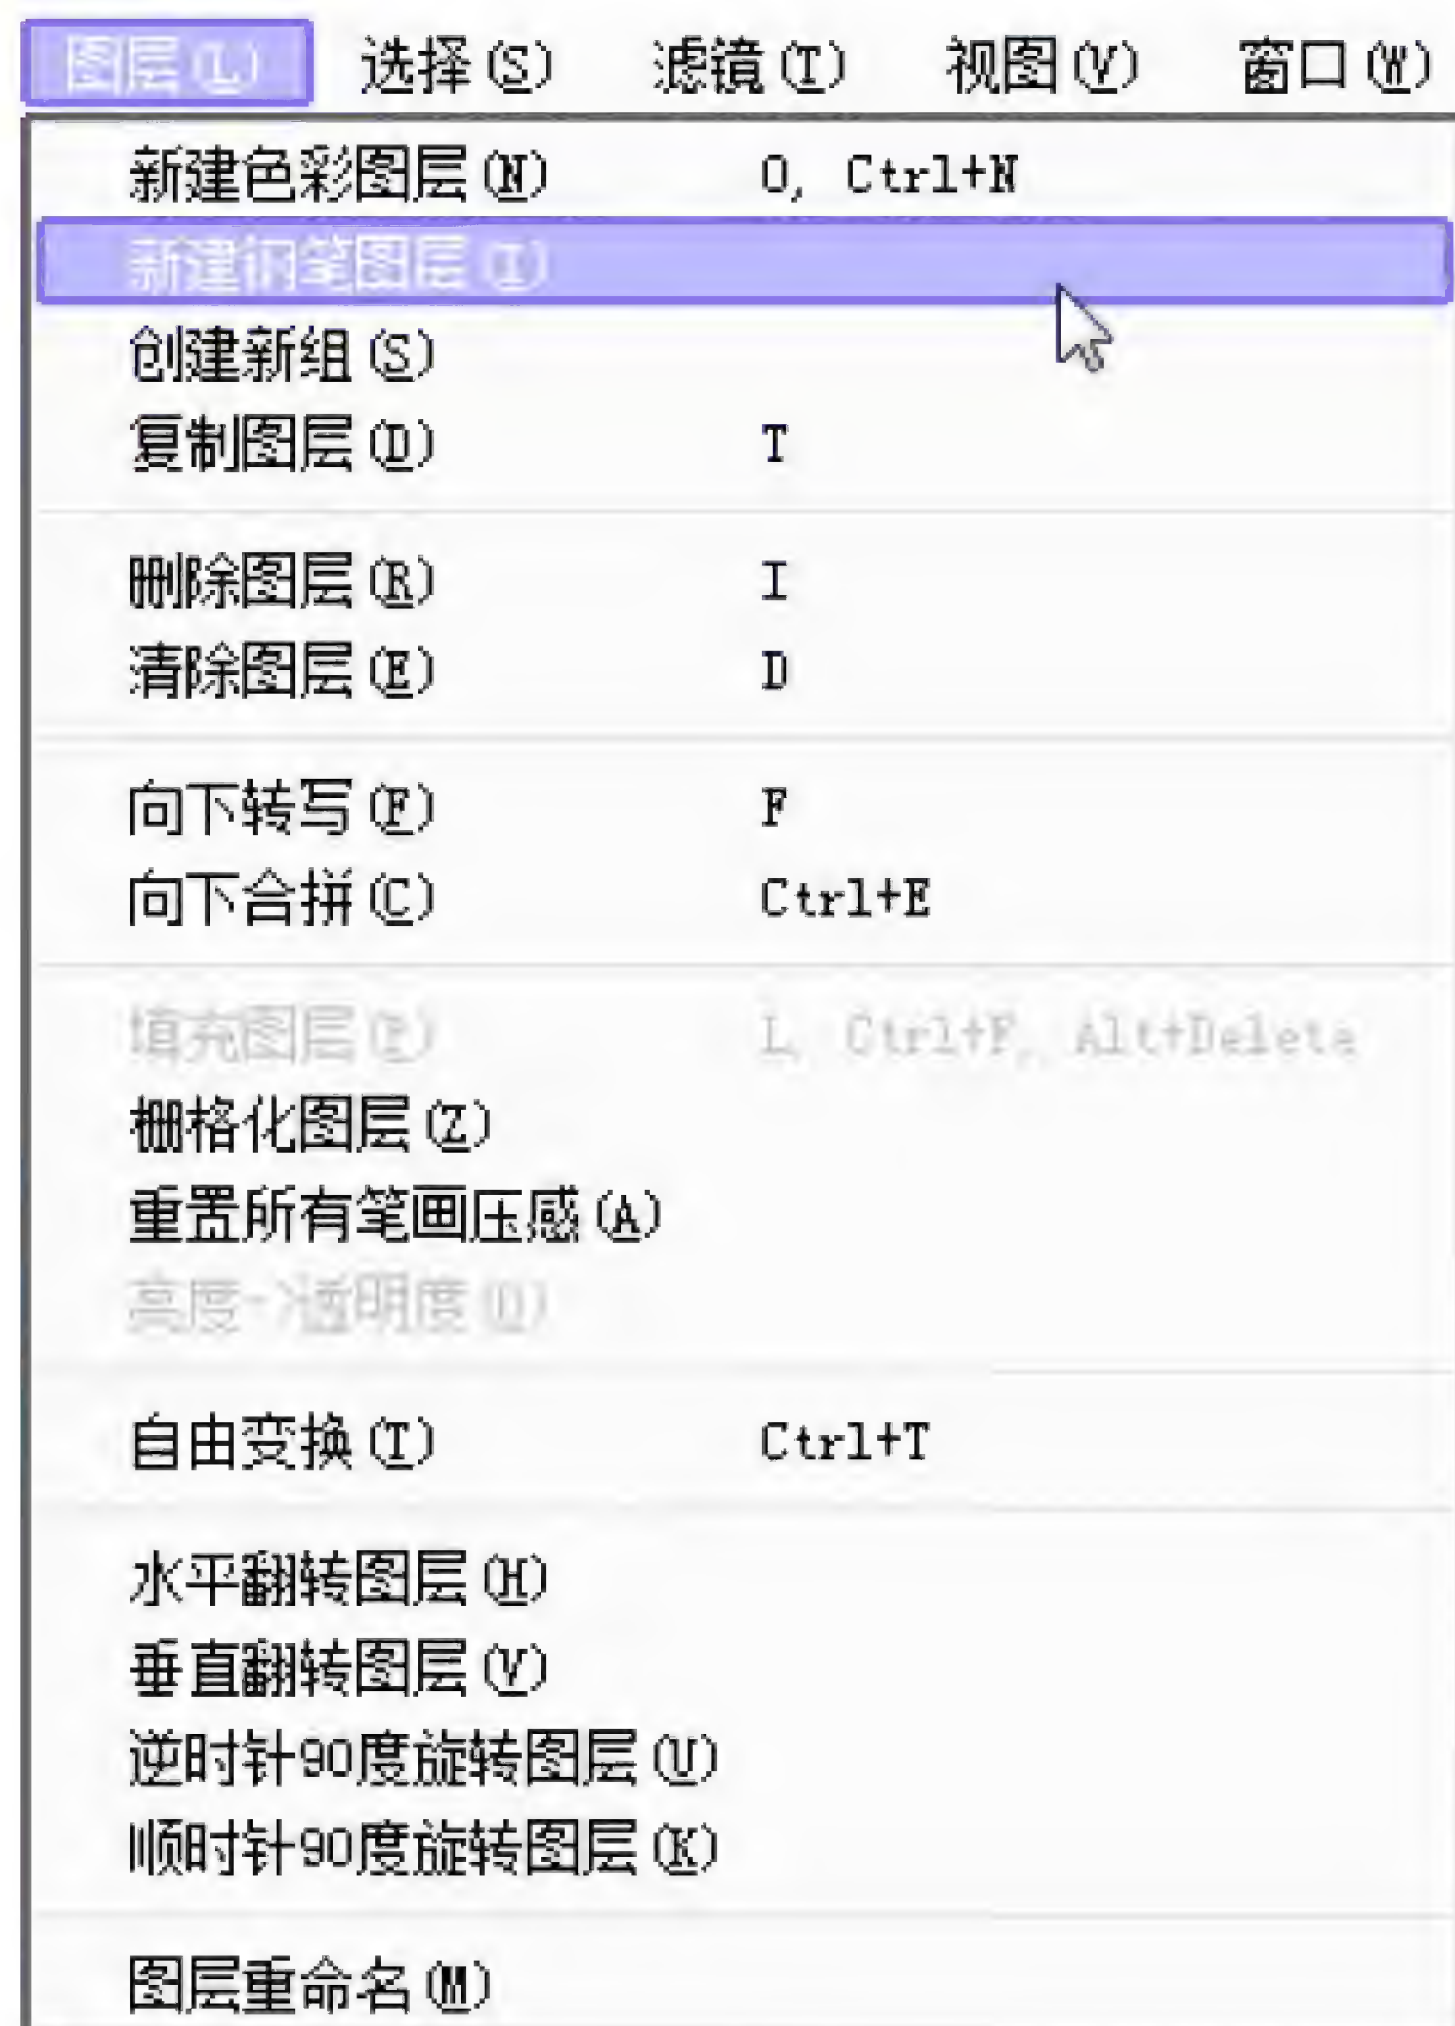 图层(L) 选择(S) 滤镜(T) 视图(V) 窗口(W)
新建色彩图层(N) O, Ctrl+N
新建钢笔图层(I)
创建新组(S)
复制图层(D) T
删除图层(R) I
清除图层(E) D
向下转写(F) F
向下合拼(C) Ctrl+E
填充图层(P) L, Ctrl+F, Alt+Delete
栅格化图层(Z)
重置所有笔画压感(A)
亮度->透明度(O)
自由变换(T) Ctrl+T
水平翻转图层(H)
垂直翻转图层(V)
逆时针90度旋转图层(U)
顺时针90度旋转图层(K)
图层重命名(M)